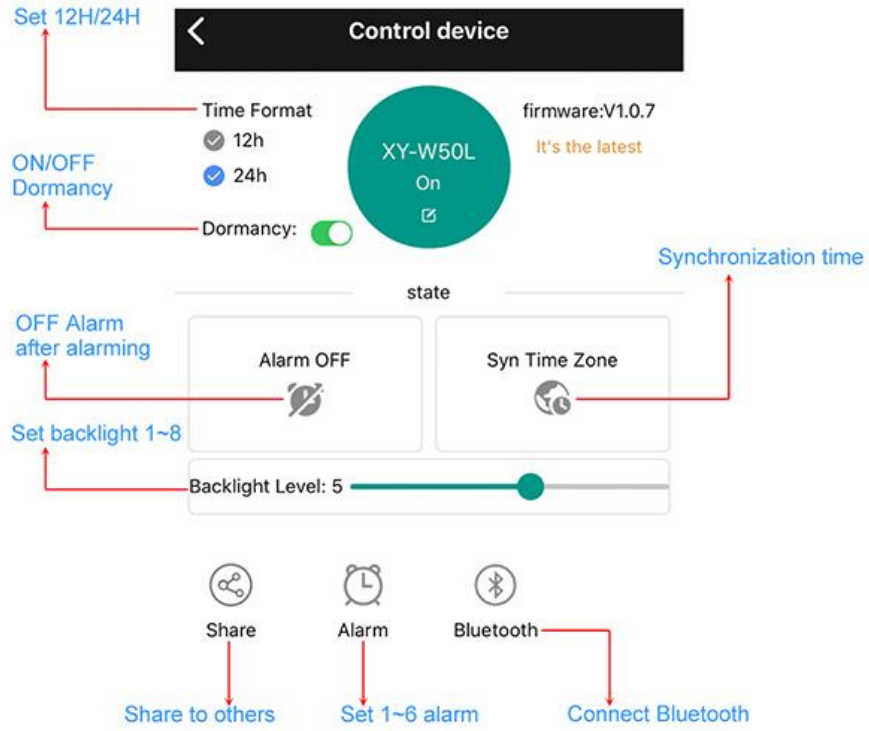 Set 12H/24H
Control device
Time Format
12h
24h
XY-W50L
On
firmware:V1.0.7
It's the latest
ON/OFF
Dormancy
Dormancy:
Synchronization time
state
OFF Alarm
after alarming
Alarm OFF
Syn Time Zone
Set backlight 1~8
Backlight Level: 5
Share
Alarm
Bluetooth
Share to others
Set 1~6 alarm
Connect Bluetooth